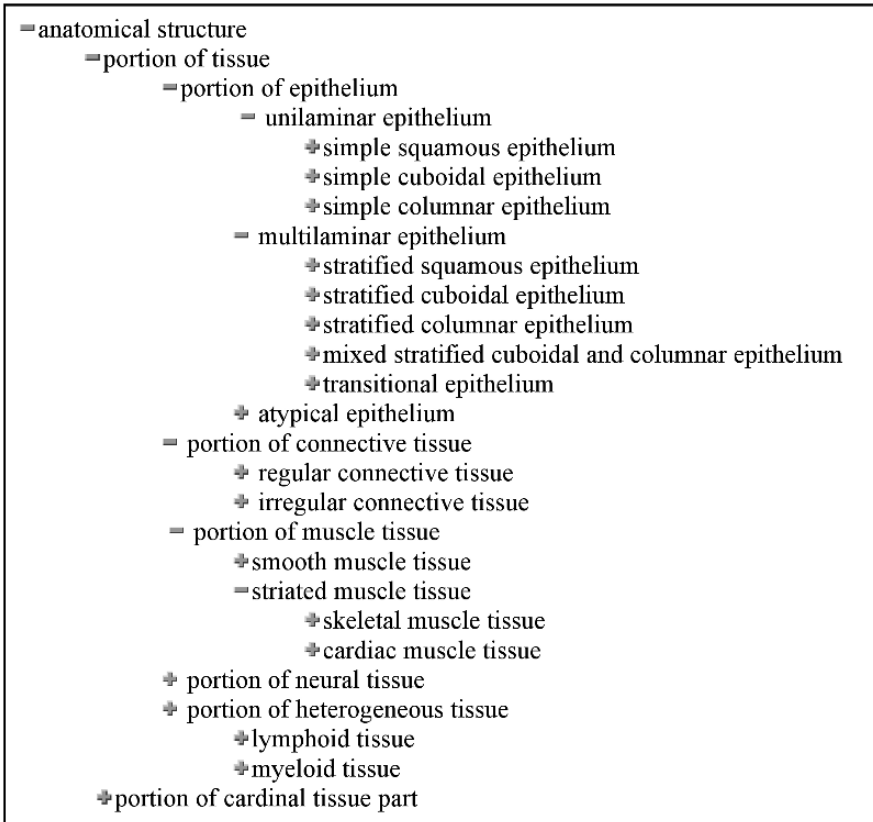 anatomical structure
portion of tissue
portion of epithelium
unilaminar epithelium
simple squamous epithelium
simple cuboidal epithelium
simple columnar epithelium
multilaminar epithelium
stratified squamous epithelium
stratified cuboidal epithelium
stratified columnar epithelium
mixed stratified cuboidal and columnar epithelium
transitional epithelium
atypical epithelium
portion of connective tissue
regular connective tissue
irregular connective tissue
portion of muscle tissue
smooth muscle tissue
striated muscle tissue
skeletal muscle tissue
cardiac muscle tissue
portion of neural tissue
portion of heterogeneous tissue
lymphoid tissue
myeloid tissue
portion of cardinal tissue part